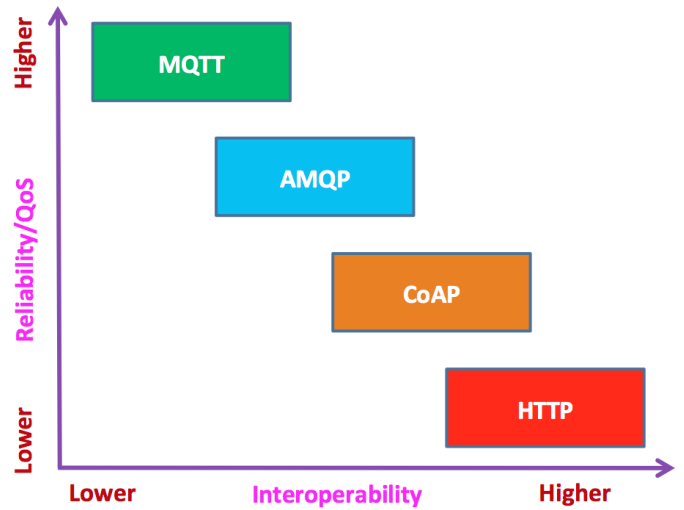 Higher
MQTT
AMQP
Reliability/QoS
CoAP
HTTP
Lower
Lower
Interoperability
Higher